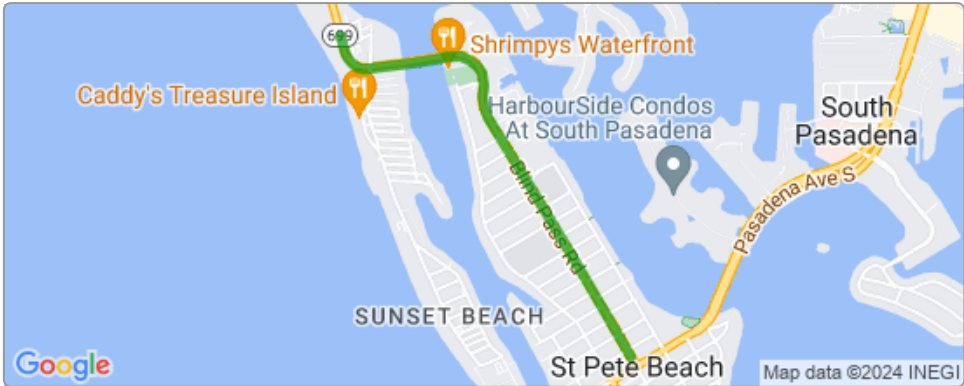 699
Shrimpys Waterfront
Caddy's Treasure Island
HarbourSide Condos
At South Pasadena
South
Pasadena
Blind Pass Rd
Pasadena Ave S
SUNSET BEACH
St Pete Beach
Google
Map data ©2024 INEGI